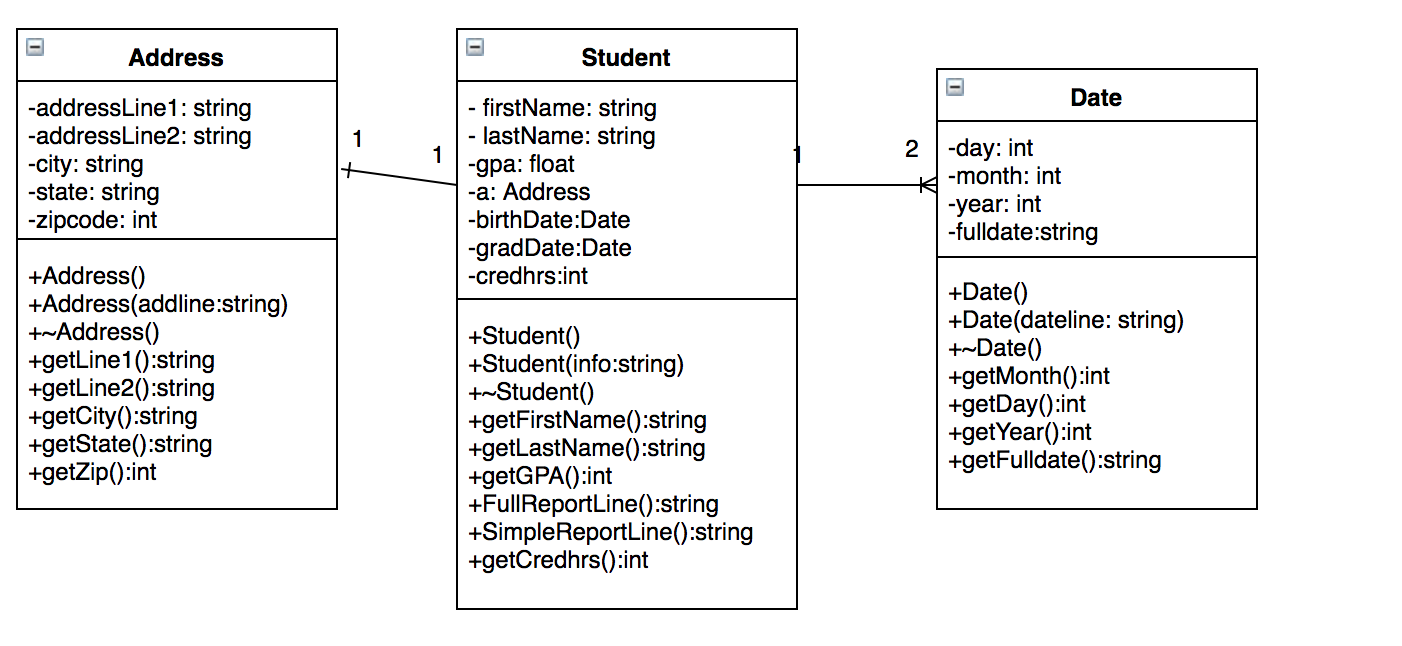 Address
-addressLine1: string
-addressLine2: string
-city: string
-state: string
-zipcode: int
+Address()
+Address(addline:string)
+~Address()
+getLine1():string
+getLine2():string
+getCity():string
+getState():string
+getZip():int
1
1
Student
- firstName: string
- lastName: string
-gpa: float
-a: Address
-birthDate:Date
-gradDate:Date
-credhrs:int
+Student()
+Student(info:string)
+~Student()
+getFirstName():string
+getLastName():string
+getGPA():int
+FullReportLine():string
+SimpleReportLine():string
+getCredhrs():int
1
2
Date
-day: int
-month: int
-year: int
-fulldate:string
+Date()
+Date(dateline: string)
+~Date()
+getMonth():int
+getDay():int
+getYear():int
+getFulldate():string